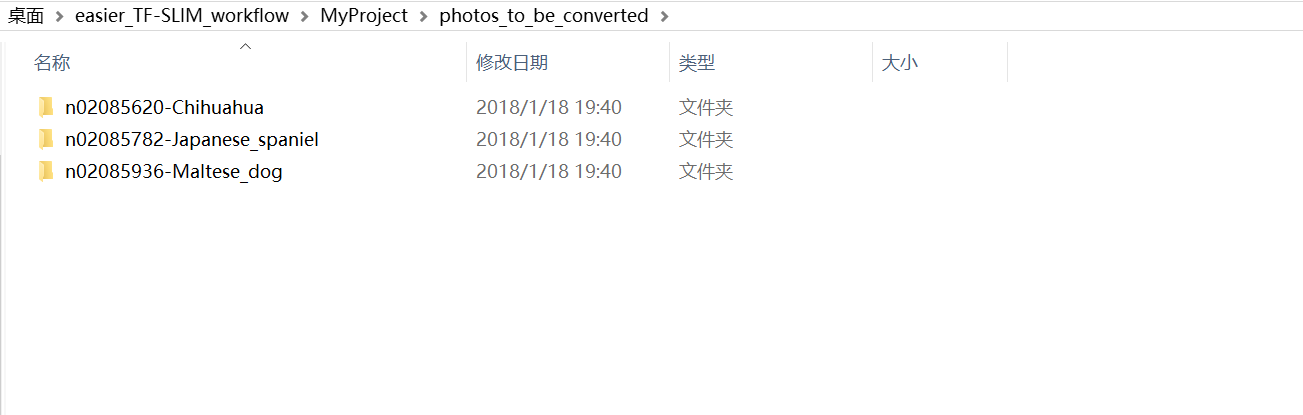 桌面 > easier_TF-SLIM_workflow > MyProject > photos_to_be_converted >
名称 修改日期 类型 大小
n02085620-Chihuahua 2018/1/18 19:40 文件夹
n02085782-Japanese_spaniel 2018/1/18 19:40 文件夹
n02085936-Maltese_dog 2018/1/18 19:40 文件夹